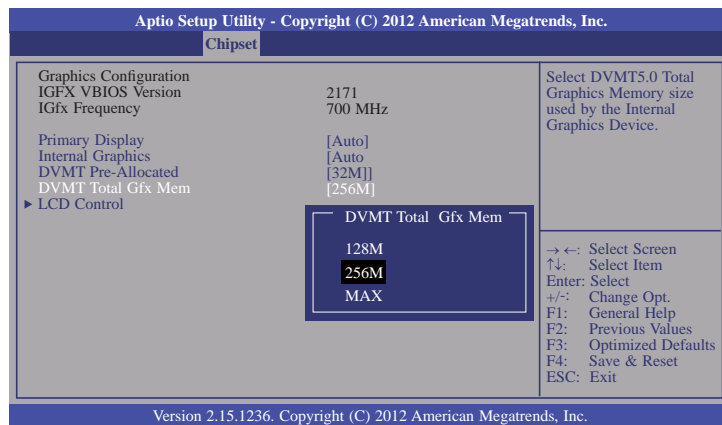 Aptio Setup Utility - Copyright (C) 2012 American Megatrends, Inc.
Chipset
Graphics Configuration
IGFX VBIOS Version 2171
IGfx Frequency 700 MHz
Primary Display [Auto]
Internal Graphics [Auto
DVMT Pre-Allocated [32M]]
DVMT Total Gfx Mem [256M]
▶ LCD Control
DVMT Total Gfx Mem
128M
256M
MAX
Select DVMT5.0 Total
Graphics Memory size
used by the Internal
Graphics Device.
→ ←: Select Screen
↑↓: Select Item
Enter: Select
+/-: Change Opt.
F1: General Help
F2: Previous Values
F3: Optimized Defaults
F4: Save & Reset
ESC: Exit
Version 2.15.1236. Copyright (C) 2012 American Megatrends, Inc.